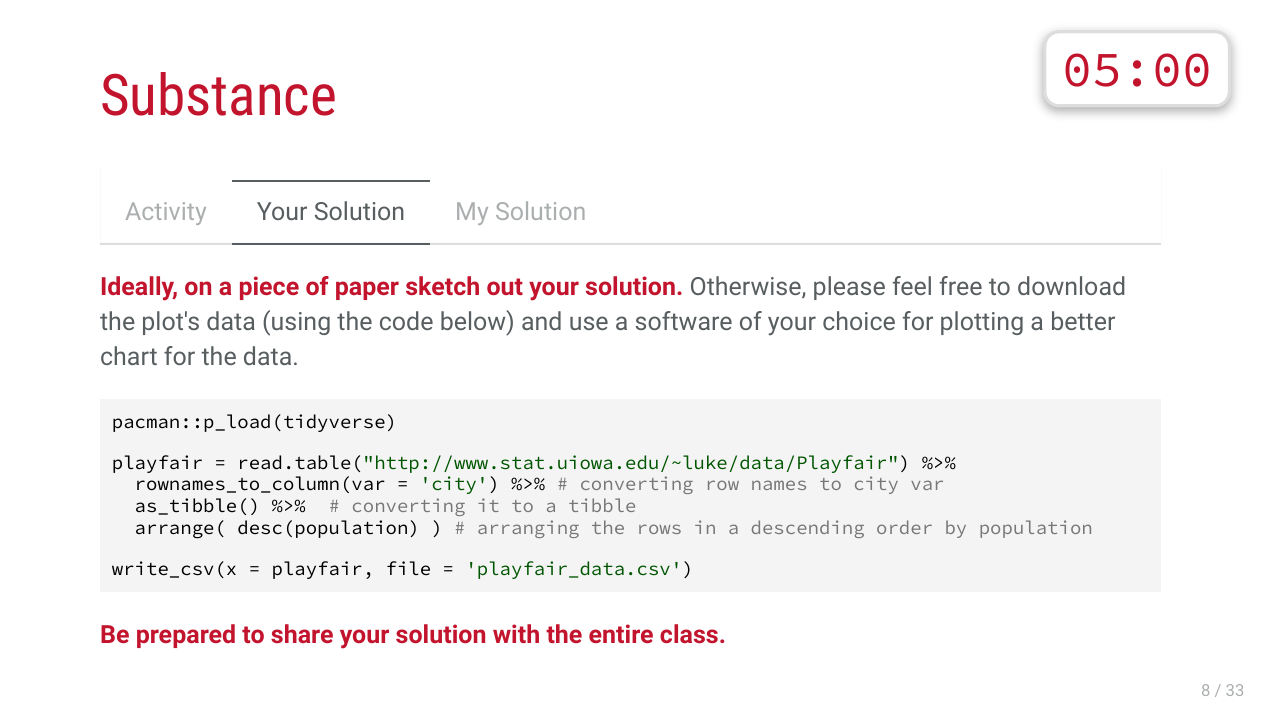 Substance
05:00
Activity
Your Solution
My Solution
Ideally, on a piece of paper sketch out your solution. Otherwise, please feel free to download
the plot's data (using the code below) and use a software of your choice for plotting a better
chart for the data.
pacman::p_load(tidyverse)
playfair = read.table("http://www.stat.uiowa.edu/~luke/data/Playfair") %>%
  rownames_to_column(var = 'city') %>% # converting row names to city var
  as_tibble() %>%  # converting it to a tibble
  arrange( desc(population) ) # arranging the rows in a descending order by population
write_csv(x = playfair, file = 'playfair_data.csv')
Be prepared to share your solution with the entire class.
8 / 33